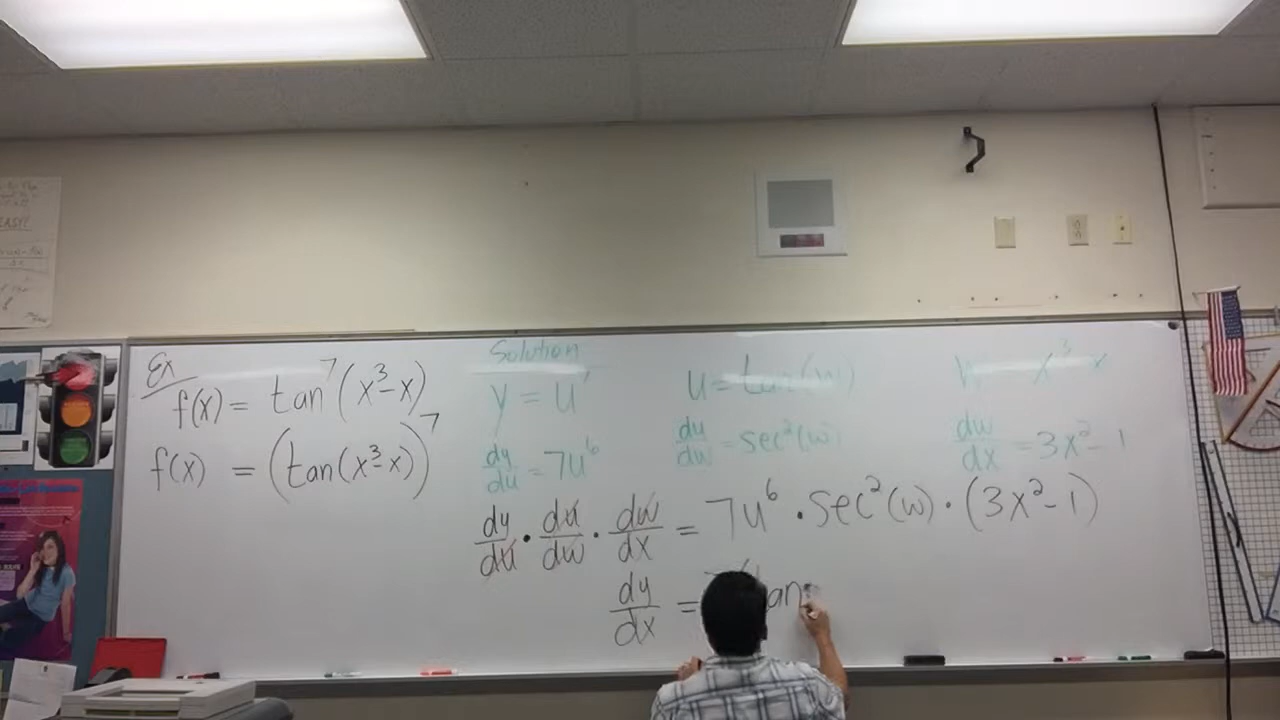 Ex
f(x) = tan⁷(x³-x)
f(x) = (tan(x³-x))⁷
Solution
y = u⁷
u = tan(w)
w = x³-x
dy/du = 7u⁶
du/dw = sec²(w)
dw/dx = 3x²-1
dy/du · du/dw · dw/dx = 7u⁶ · sec²(w) · (3x²-1)
dy/dx = tan
EASY!